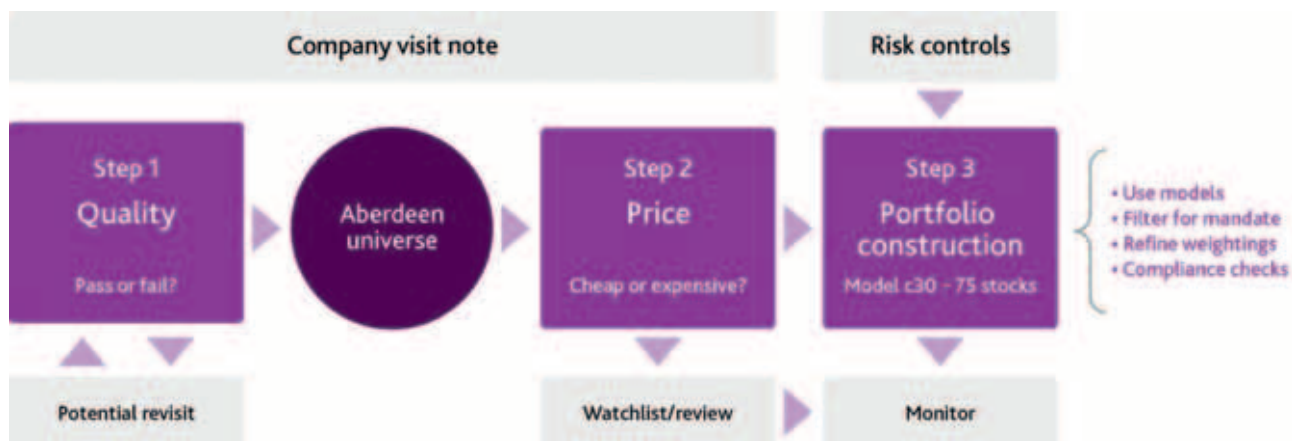 Company visit note
Risk controls
Step 1
Quality
Pass or fail?
Aberdeen
universe
Step 2
Price
Cheap or expensive?
Step 3
Portfolio
construction
Model c30 – 75 stocks
• Use models
• Filter for mandate
• Refine weightings
• Compliance checks
Potential revisit
Watchlist/review
Monitor